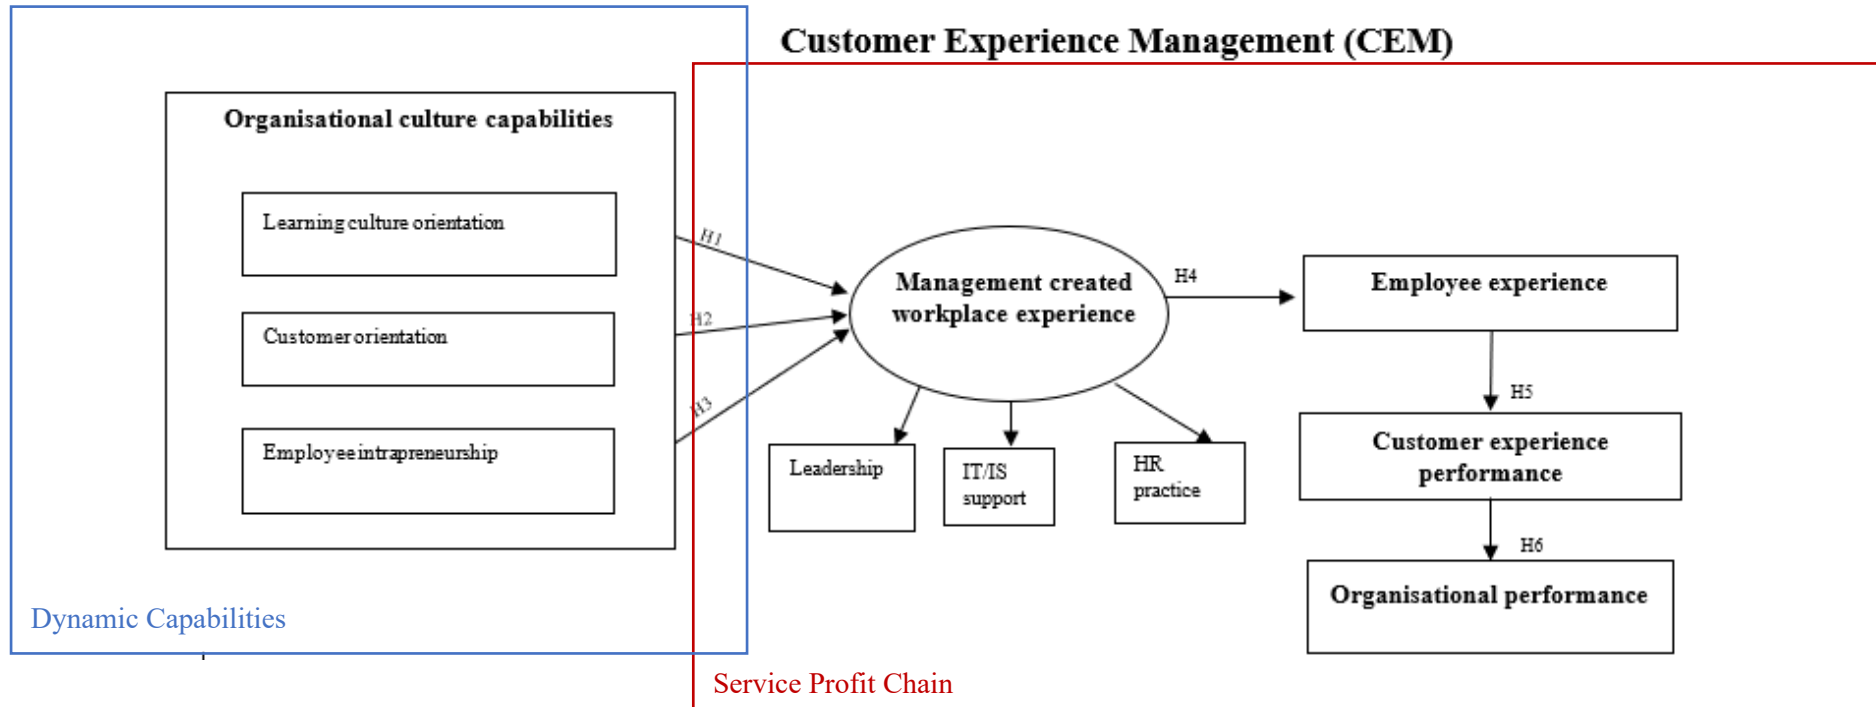 Customer Experience Management (CEM)
Organisational culture capabilities
Learning culture orientation
Customer orientation
Employee intrapreneurship
Dynamic Capabilities
H1
H2
H3
Management created
workplace experience
Leadership
IT/IS
support
HR
practice
H4
Employee experience
H5
Customer experience
performance
H6
Organisational performance
Service Profit Chain